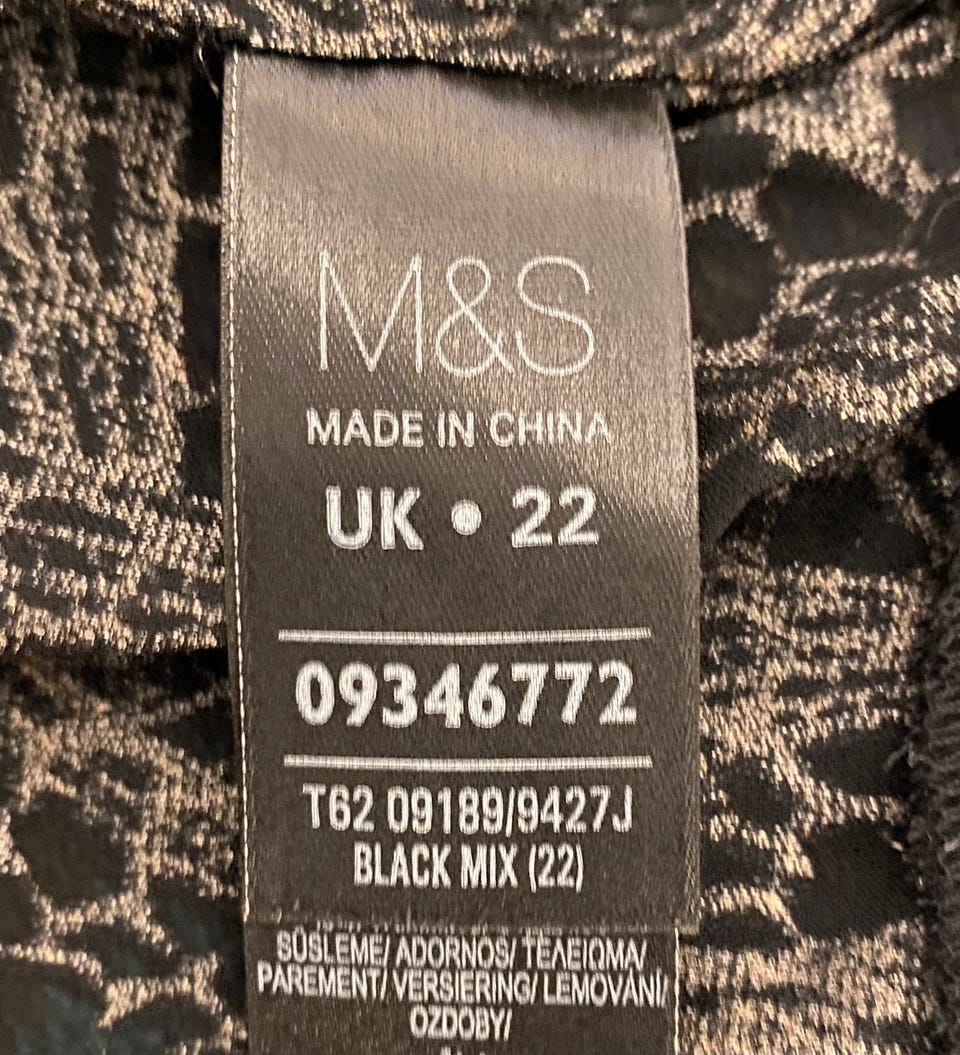 M&S
MADE IN CHINA
UK • 22
09346772
T62 09189/9427J
BLACK MIX (22)
SÜSLEME/ ADORNOS/ ΤΕΛΕΙΩΜΑ/
PAREMENT/ VERSIERING/ LEMOVÁNÍ/
OZDOBY/